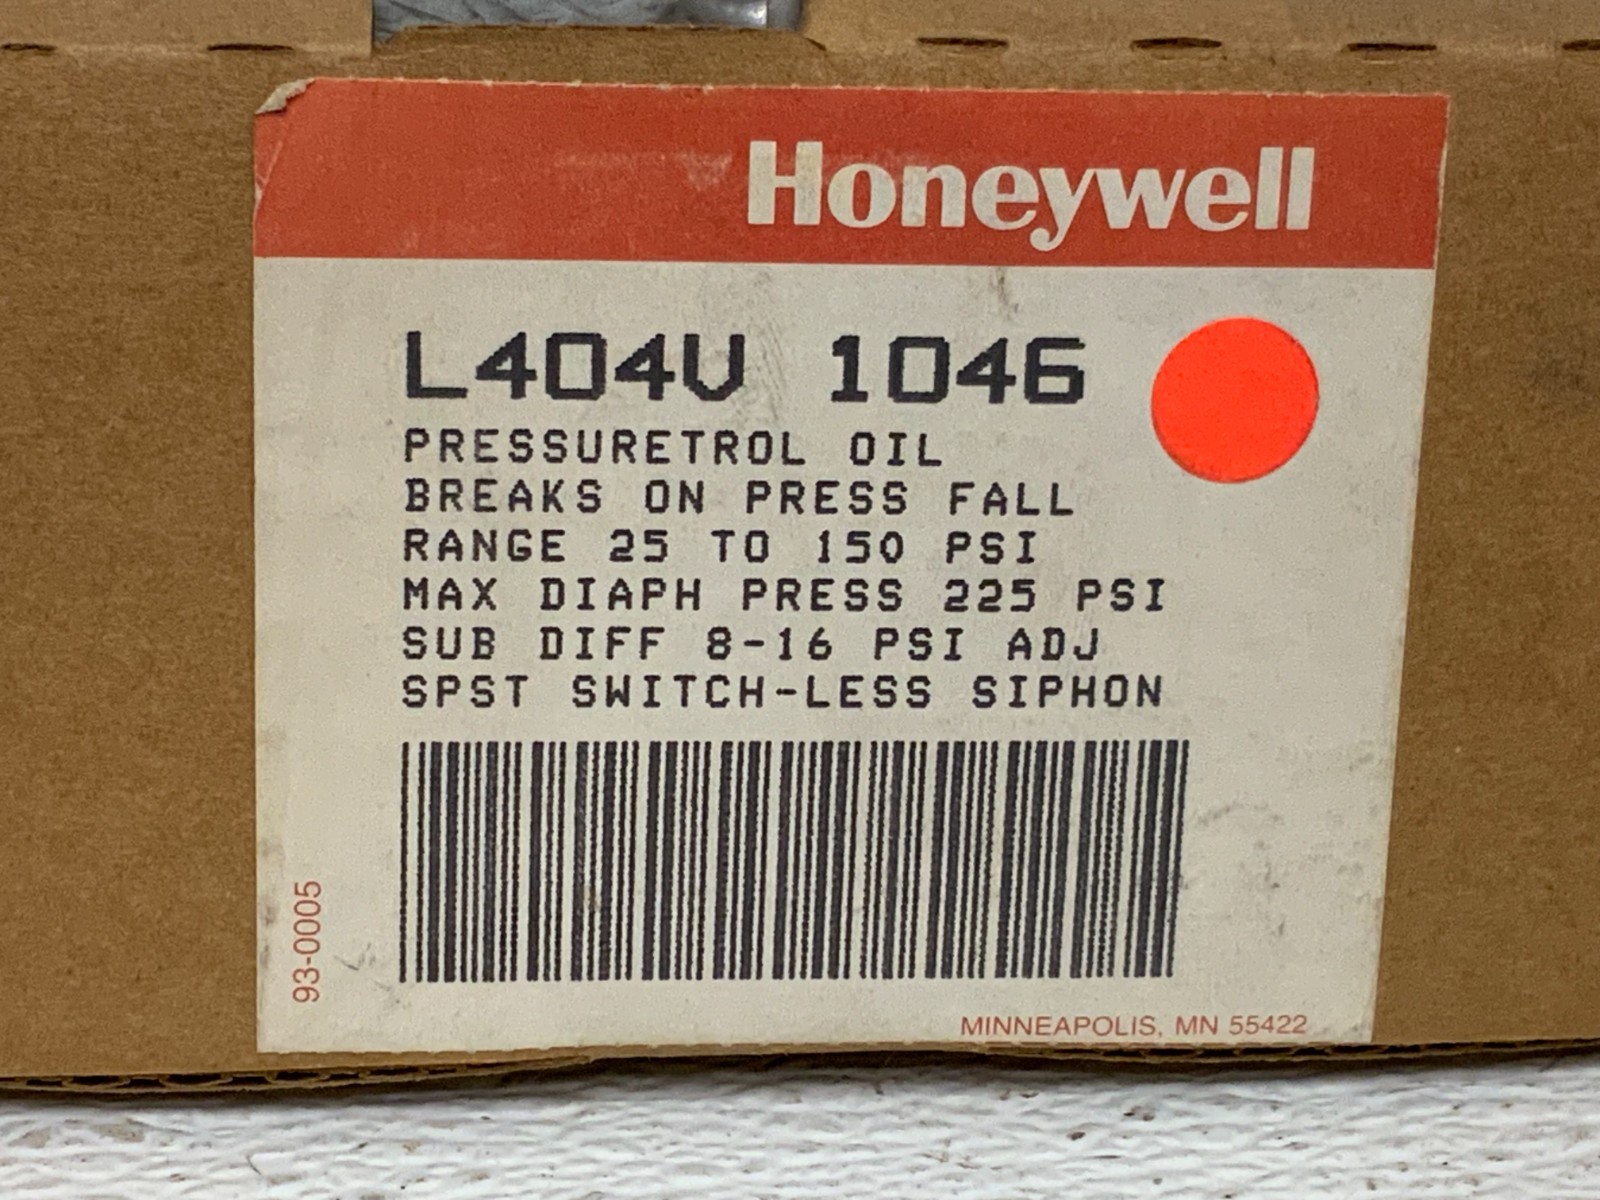 Honeywell
L404V 1046
PRESSURETROL OIL
BREAKS ON PRESS FALL
RANGE 25 TO 150 PSI
MAX DIAPH PRESS 225 PSI
SUB DIFF 8-16 PSI ADJ
SPST SWITCH-LESS SIPHON
93-0005
MINNEAPOLIS, MN 55422